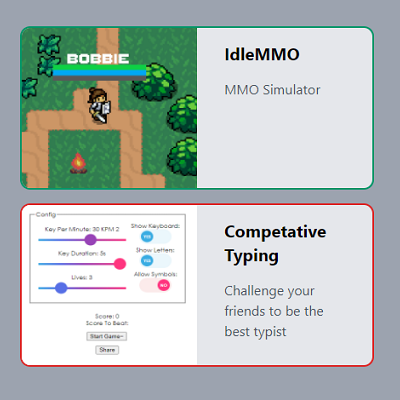 BOBBIE
IdleMMO
MMO Simulator
Config
Key Per Minute: 30 KPM 2
Show Keyboard:
YES
Key Duration: 5s
Show Letters:
YES
Lives: 3
Allow Symbols:
NO
Score: 0
Score To Beat:
Start Game~
Share
Competative
Typing
Challenge your
friends to be the
best typist